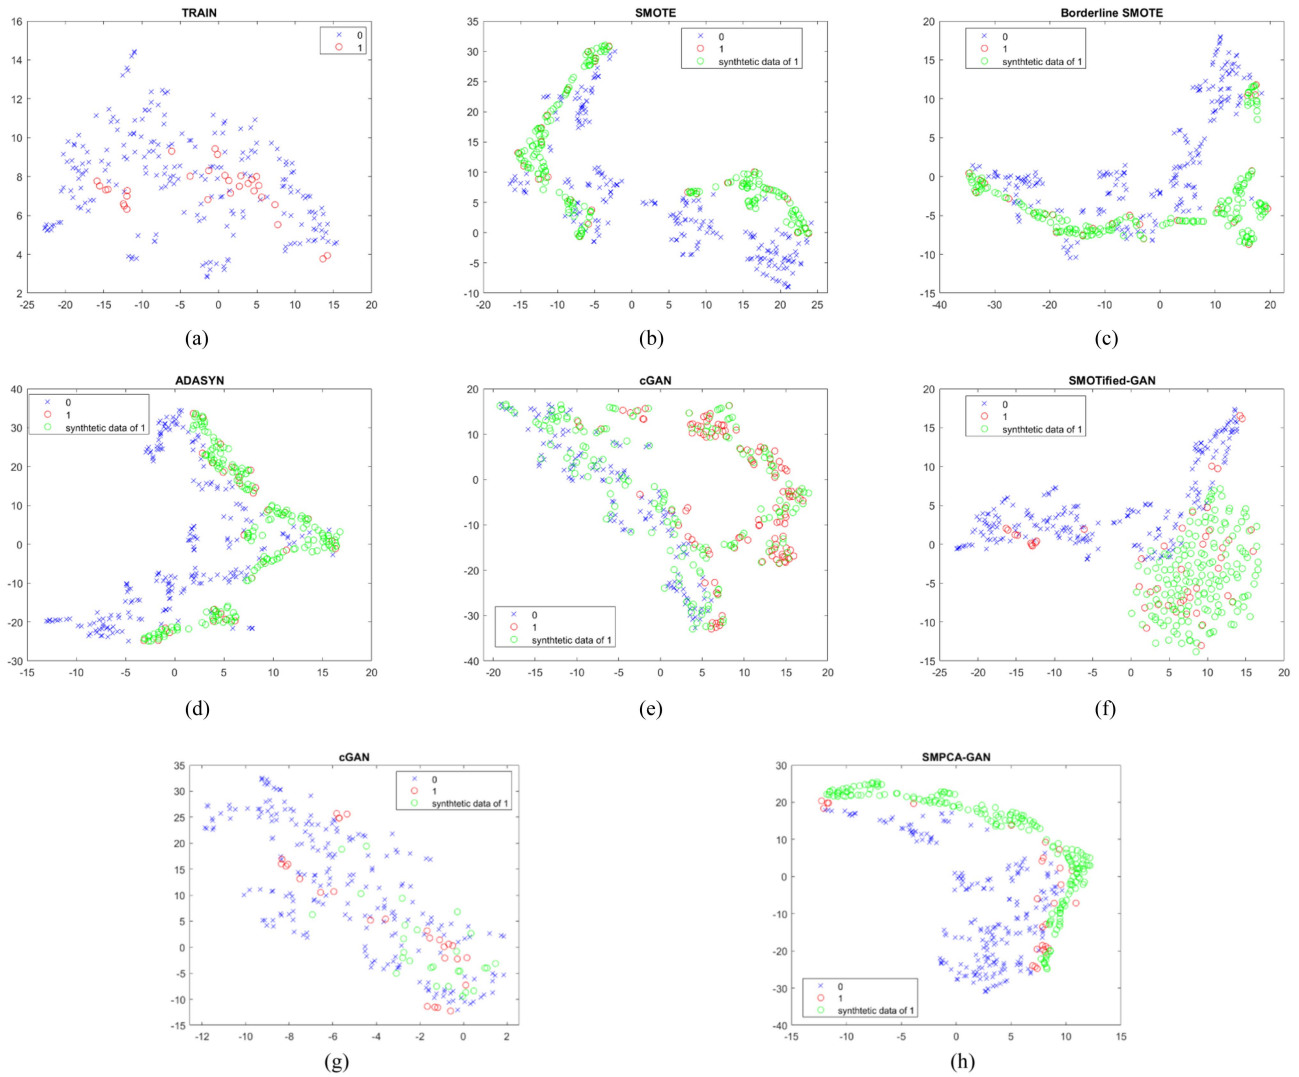 TRAIN
0
1
16
14
12
10
8
6
4
2
-25 -20 -15 -10 -5 0 5 10 15 20
(a)
SMOTE
0
1
synthtetic data of 1
35
30
25
20
15
10
5
0
-5
-10
-20 -15 -10 -5 0 5 10 15 20 25
(b)
Borderline SMOTE
0
1
synthtetic data of 1
20
15
10
5
0
-5
-10
-15
-40 -30 -20 -10 0 10 20
(c)
ADASYN
0
1
synthtetic data of 1
40
30
20
10
0
-10
-20
-30
-15 -10 -5 0 5 10 15 20
(d)
cGAN
20
10
0
-10
-20
-30
-40
0
1
synthtetic data of 1
-20 -15 -10 -5 0 5 10 15 20
(e)
SMOTified-GAN
0
1
synthtetic data of 1
20
15
10
5
0
-5
-10
-15
-25 -20 -15 -10 -5 0 5 10 15 20
(f)
cGAN
0
1
synthtetic data of 1
35
30
25
20
15
10
5
0
-5
-10
-15
-12 -10 -8 -6 -4 -2 0 2
(g)
SMPCA-GAN
30
20
10
0
-10
-20
-30
-40
0
1
synthtetic data of 1
-15 -10 -5 0 5 10 15
(h)